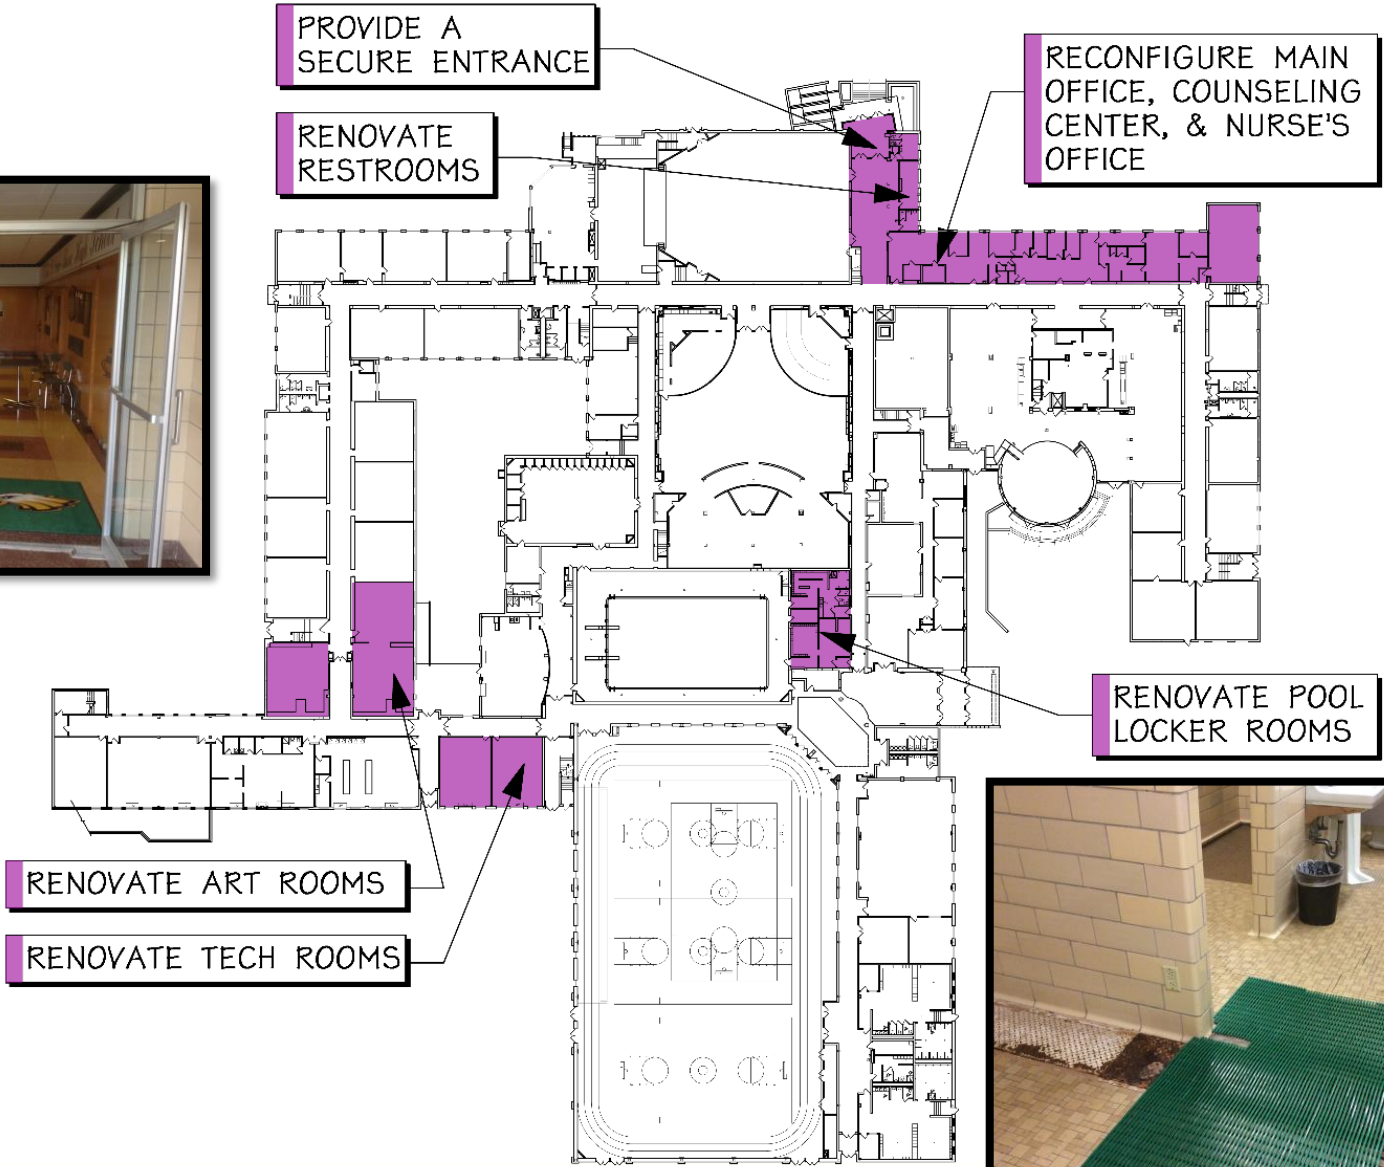 PROVIDE A
SECURE ENTRANCE
RENOVATE
RESTROOMS
RECONFIGURE MAIN
OFFICE, COUNSELING
CENTER, & NURSE'S
OFFICE
RENOVATE POOL
LOCKER ROOMS
RENOVATE ART ROOMS
RENOVATE TECH ROOMS